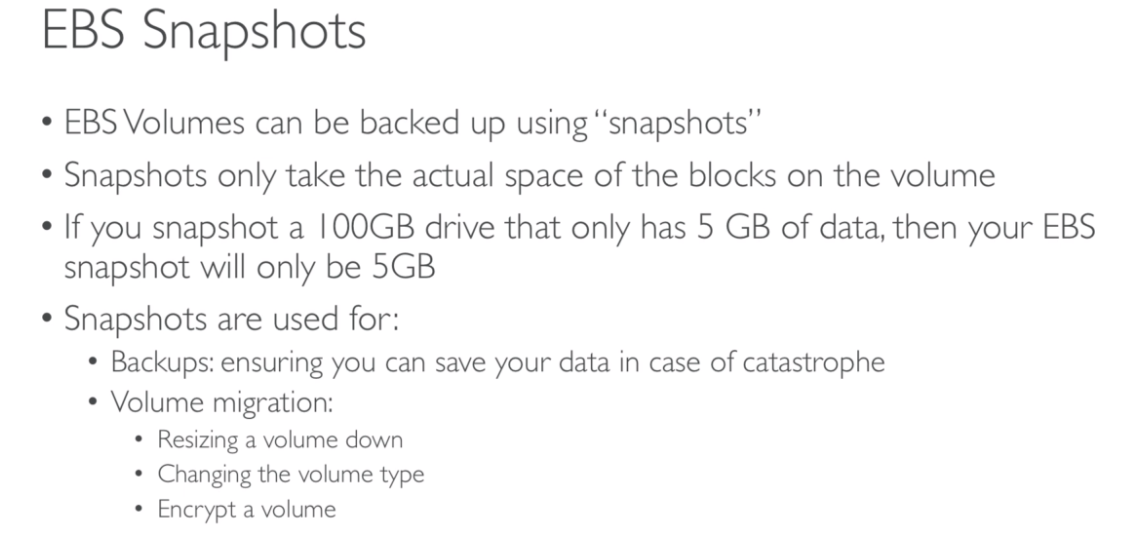 EBS Snapshots
• EBS Volumes can be backed up using “snapshots”
• Snapshots only take the actual space of the blocks on the volume
• If you snapshot a 100GB drive that only has 5 GB of data, then your EBS
snapshot will only be 5GB
• Snapshots are used for:
• Backups: ensuring you can save your data in case of catastrophe
• Volume migration:
• Resizing a volume down
• Changing the volume type
• Encrypt a volume